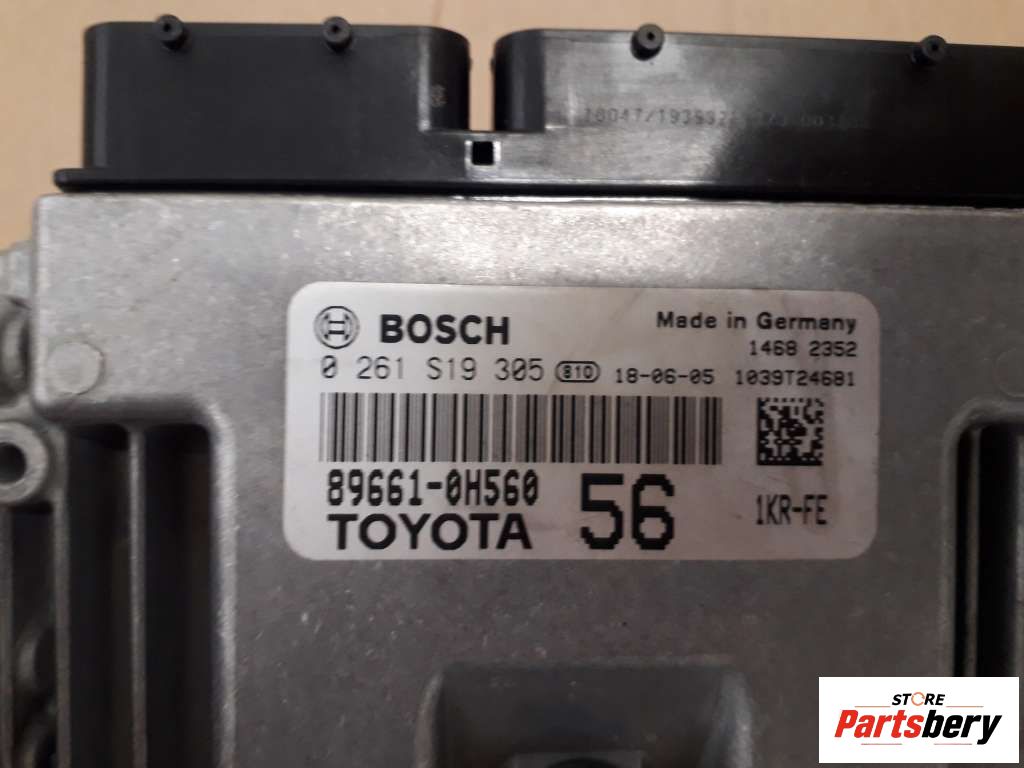 BOSCH
Made in Germany
1468 2352
0 261 S19 305 810 18-06-05 1039T24681
89661-0H560
56
1KR-FE
TOYOTA
STORE
Partsbery